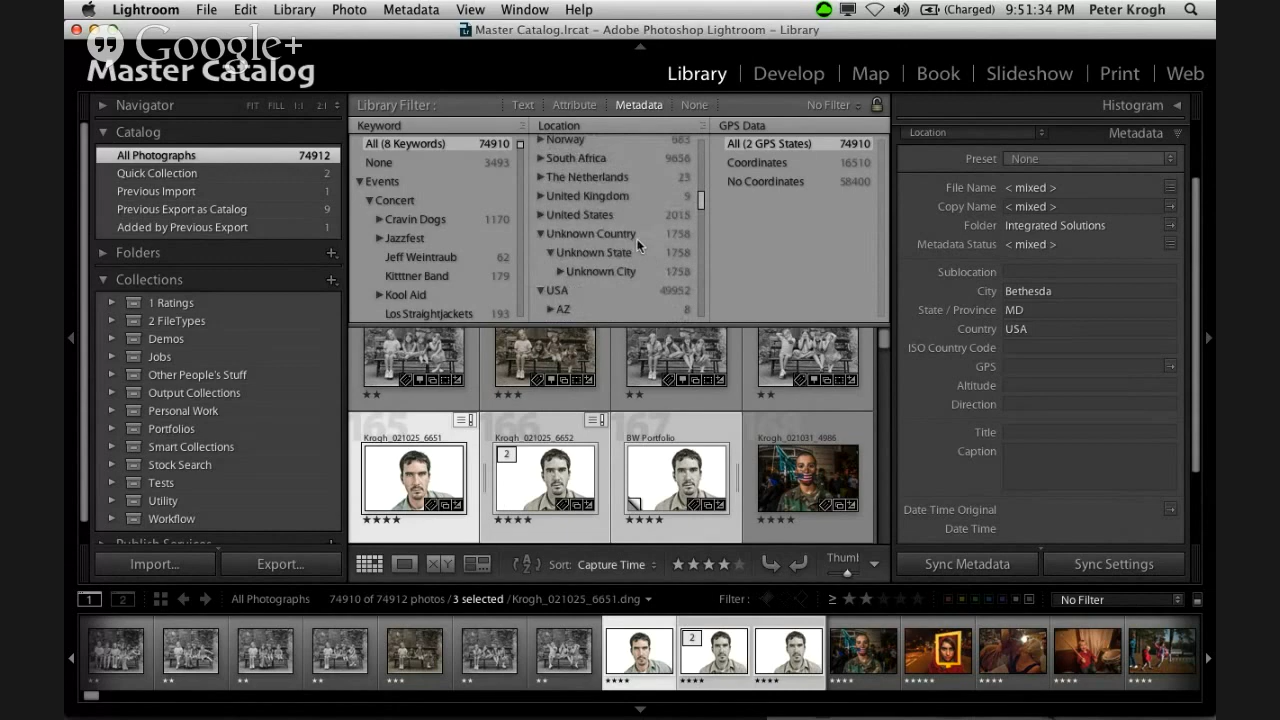 Lightroom File Edit Library Photo Metadata View Window Help (Charged) 9:51:34 PM Peter Krogh
Master Catalog.lrcat – Adobe Photoshop Lightroom – Library
Google+
Master Catalog
Library | Develop | Map | Book | Slideshow | Print | Web
Navigator FIT FILL 1:1 2:1
Catalog
All Photographs 74912
Quick Collection 2
Previous Import 1
Previous Export as Catalog 9
Added by Previous Export 1
Folders
Collections
1 Ratings
2 FileTypes
Demos
Jobs
Other People's Stuff
Output Collections
Personal Work
Portfolios
Smart Collections
Stock Search
Tests
Utility
Workflow
Publish Services
Import...
Export...
Library Filter : Text Attribute Metadata None No Filter
Keyword
All (8 Keywords) 74910
None 3493
Events
Concert
Cravin Dogs 1170
Jazzfest
Jeff Weintraub 62
Kitttner Band 179
Kool Aid
Los Straightjackets 193
Location
Norway 983
South Africa 9656
The Netherlands 23
United Kingdom 9
United States 2015
Unknown Country 1758
Unknown State 1758
Unknown City 1758
USA 49952
AZ 8
GPS Data
All (2 GPS States) 74910
Coordinates 16510
No Coordinates 58400
165
Krogh_021025_6651
166
Krogh_021025_6652
2
167
BW Portfolio
Krogh_021031_4986
XY
Sort: Capture Time
Thuml
Histogram
Location Metadata
Preset None
File Name < mixed >
Copy Name < mixed >
Folder Integrated Solutions
Metadata Status < mixed >
Sublocation
City Bethesda
State / Province MD
Country USA
ISO Country Code
GPS
Altitude
Direction
Title
Caption
Date Time Original
Date Time
Sync Metadata
Sync Settings
1 2 All Photographs 74910 of 74912 photos / 3 selected / Krogh_021025_6651.dng Filter : ≥ No Filter
2